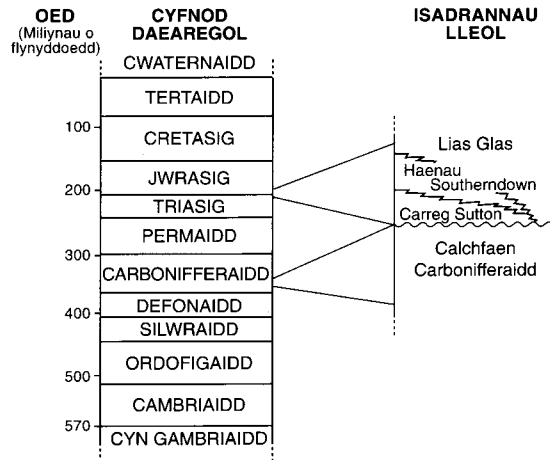 OED
(Miliynau o
flynyddoedd)
CYFNOD
DAEAREGOL
ISADRANNAU
LLEOL
CWATERNAIDD
TERTAIDD
100
CRETASIG
JWRASIG
200
TRIASIG
PERMAIDD
300
CARBONIFFERAIDD
DEFONAIDD
400
SILWRAIDD
ORDOFIGAIDD
500
CAMBRIAIDD
570
CYN GAMBRIAIDD
Lias Glas
Haenau
Southerndown
Carreg Sutton
Calchfaen
Carbonifferaidd